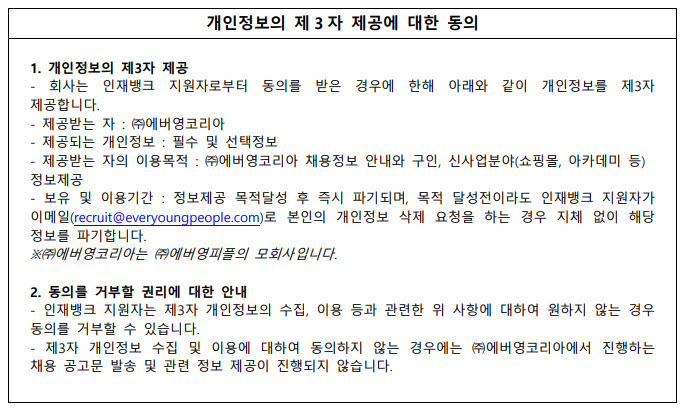 개인정보의 제 3 자 제공에 대한 동의
1. 개인정보의 제3자 제공
- 회사는 인재뱅크 지원자로부터 동의를 받은 경우에 한해 아래와 같이 개인정보를 제3자
제공합니다.
- 제공받는 자 : ㈜에버영코리아
- 제공되는 개인정보 : 필수 및 선택정보
- 제공받는 자의 이용목적 : ㈜에버영코리아 채용정보 안내와 구인, 신사업분야(쇼핑몰, 아카데미 등)
정보제공
- 보유 및 이용기간 : 정보제공 목적달성 후 즉시 파기되며, 목적 달성전이라도 인재뱅크 지원자가
이메일(recruit@everyoungpeople.com)로 본인의 개인정보 삭제 요청을 하는 경우 지체 없이 해당
정보를 파기합니다.
※㈜에버영코리아는 ㈜에버영피플의 모회사입니다.
2. 동의를 거부할 권리에 대한 안내
- 인재뱅크 지원자는 제3자 개인정보의 수집, 이용 등과 관련한 위 사항에 대하여 원하지 않는 경우
동의를 거부할 수 있습니다.
- 제3자 개인정보 수집 및 이용에 대하여 동의하지 않는 경우에는 ㈜에버영코리아에서 진행하는
채용 공고문 발송 및 관련 정보 제공이 진행되지 않습니다.